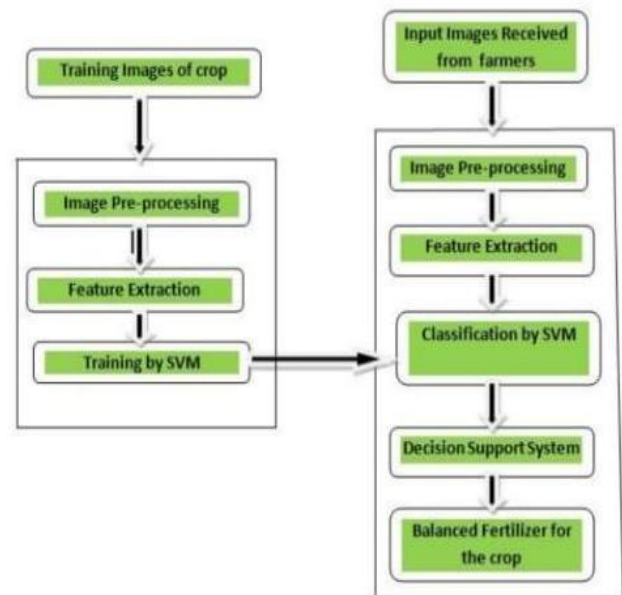 Training Images of crop
Image Pre-processing
Feature Extraction
Training by SVM
Input Images Received
from farmers
Image Pre-processing
Feature Extraction
Classification by SVM
Decision Support System
Balanced Fertilizer for
the crop